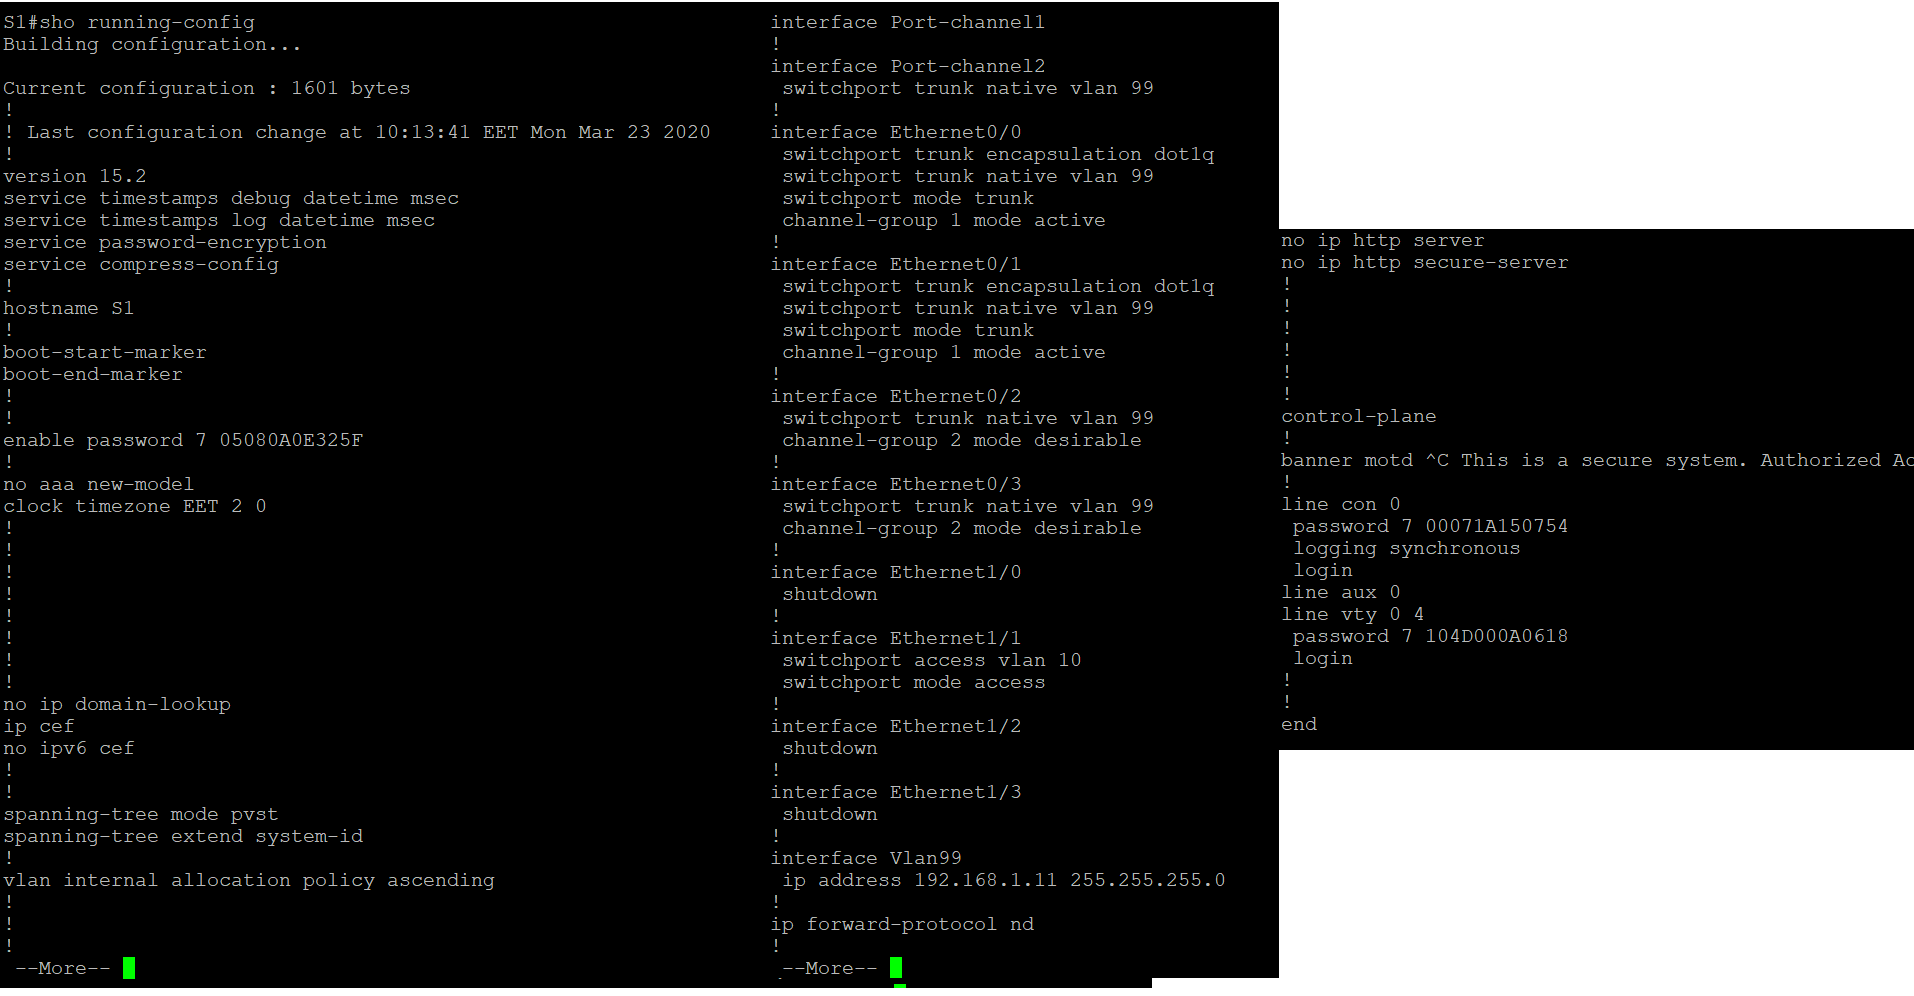 S1#sho running-config
Building configuration...
Current configuration : 1601 bytes
!
! Last configuration change at 10:13:41 EET Mon Mar 23 2020
!
version 15.2
service timestamps debug datetime msec
service timestamps log datetime msec
service password-encryption
service compress-config
!
hostname S1
!
boot-start-marker
boot-end-marker
!
!
enable password 7 05080A0E325F
!
no aaa new-model
clock timezone EET 2 0
!
!
!
!
!
!
!
!
no ip domain-lookup
ip cef
no ipv6 cef
!
!
spanning-tree mode pvst
spanning-tree extend system-id
!
vlan internal allocation policy ascending
!
!
!
--More--
interface Port-channel1
!
interface Port-channel2
switchport trunk native vlan 99
!
interface Ethernet0/0
switchport trunk encapsulation dot1q
switchport trunk native vlan 99
switchport mode trunk
channel-group 1 mode active
!
interface Ethernet0/1
switchport trunk encapsulation dot1q
switchport trunk native vlan 99
switchport mode trunk
channel-group 1 mode active
!
interface Ethernet0/2
switchport trunk native vlan 99
channel-group 2 mode desirable
!
interface Ethernet0/3
switchport trunk native vlan 99
channel-group 2 mode desirable
!
interface Ethernet1/0
shutdown
!
interface Ethernet1/1
switchport access vlan 10
switchport mode access
!
interface Ethernet1/2
shutdown
!
interface Ethernet1/3
shutdown
!
interface Vlan99
ip address 192.168.1.11 255.255.255.0
!
ip forward-protocol nd
!
--More--
no ip http server
no ip http secure-server
!
!
!
!
!
!
control-plane
!
banner motd ^C This is a secure system. Authorized Ac
!
line con 0
password 7 00071A150754
logging synchronous
login
line aux 0
line vty 0 4
password 7 104D000A0618
login
!
!
end